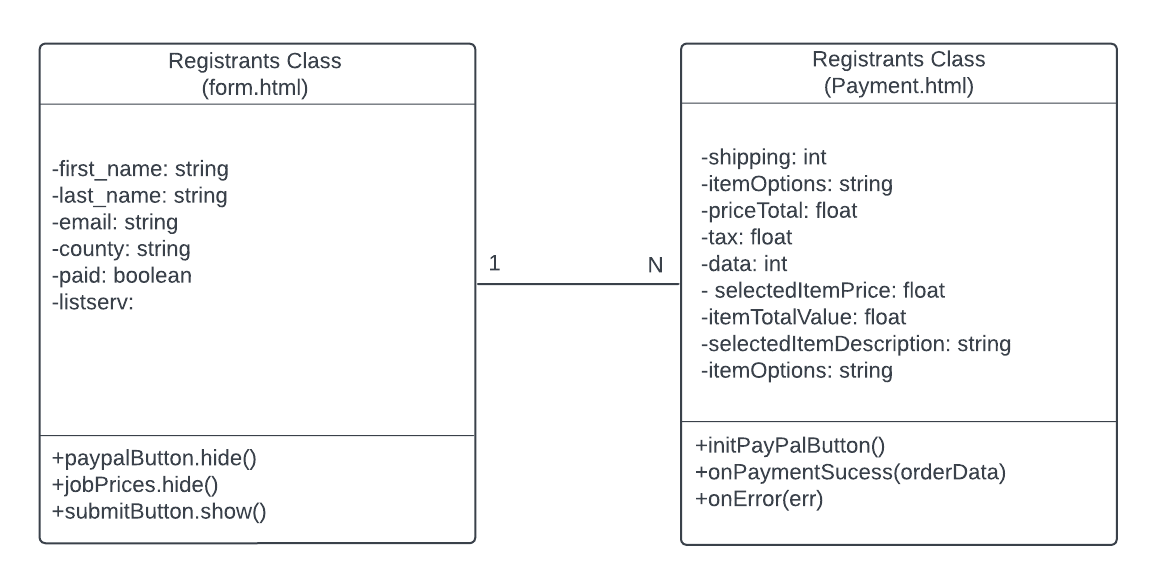 Registrants Class
(form.html)
-first_name: string
-last_name: string
-email: string
-county: string
-paid: boolean
-listserv:
+paypalButton.hide()
+jobPrices.hide()
+submitButton.show()
1
N
Registrants Class
(Payment.html)
-shipping: int
-itemOptions: string
-priceTotal: float
-tax: float
-data: int
- selectedItemPrice: float
-itemTotalValue: float
-selectedItemDescription: string
-itemOptions: string
+initPayPalButton()
+onPaymentSucess(orderData)
+onError(err)